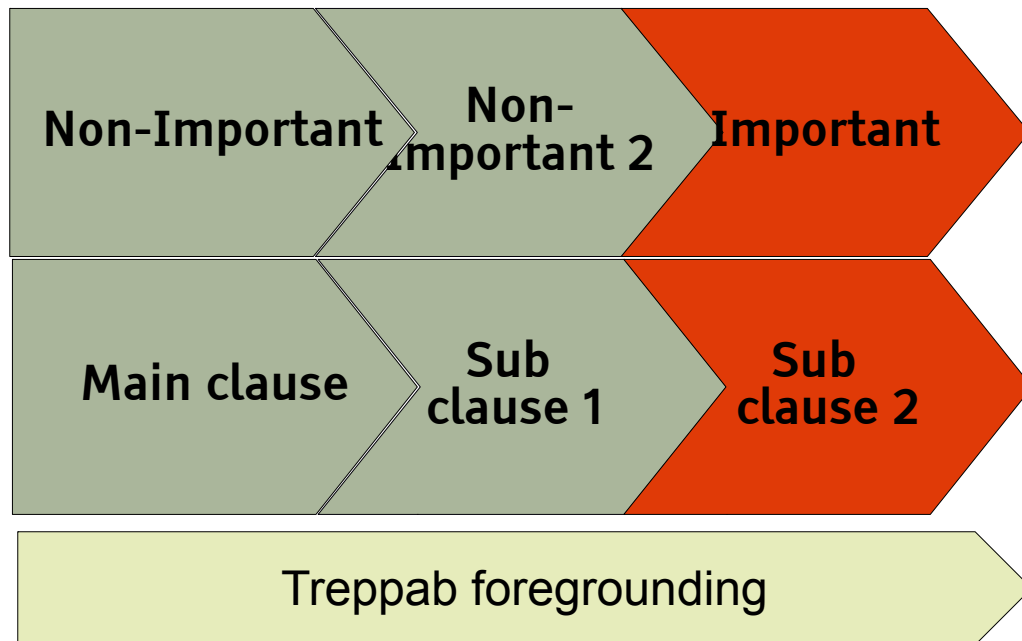 Non-Important
Non-
Important 2
Important
Main clause
Sub
clause 1
Sub
clause 2
Treppab foregrounding